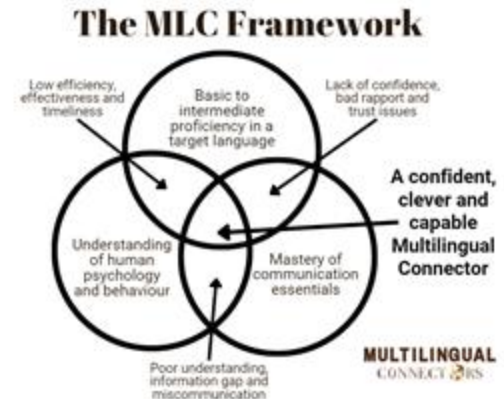 The MLC Framework
Low efficiency,
effectiveness and
timeliness
Basic to
intermediate
proficiency in a
target language
Lack of confidence,
bad rapport and
trust issues
A confident,
clever and
capable
Multilingual
Connector
Understanding
of human
psychology
and behaviour
Mastery of
communication
essentials
Poor understanding,
information gap and
miscommunication
MULTILINGUAL
CONNECTORS